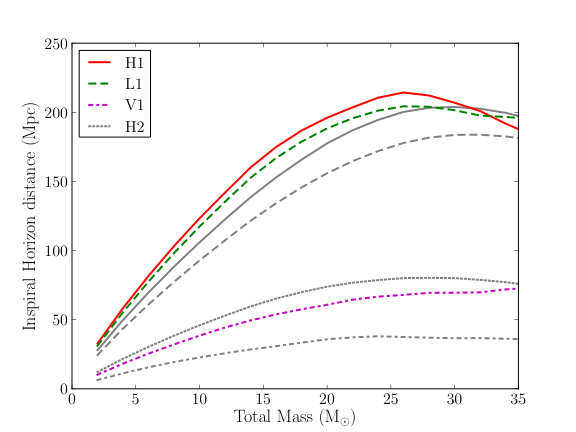 250
200
150
100
50
0
Inspiral Horizon distance (Mpc)
H1
L1
V1
H2
0 5 10 15 20 25 30 35
Total Mass (M☉)